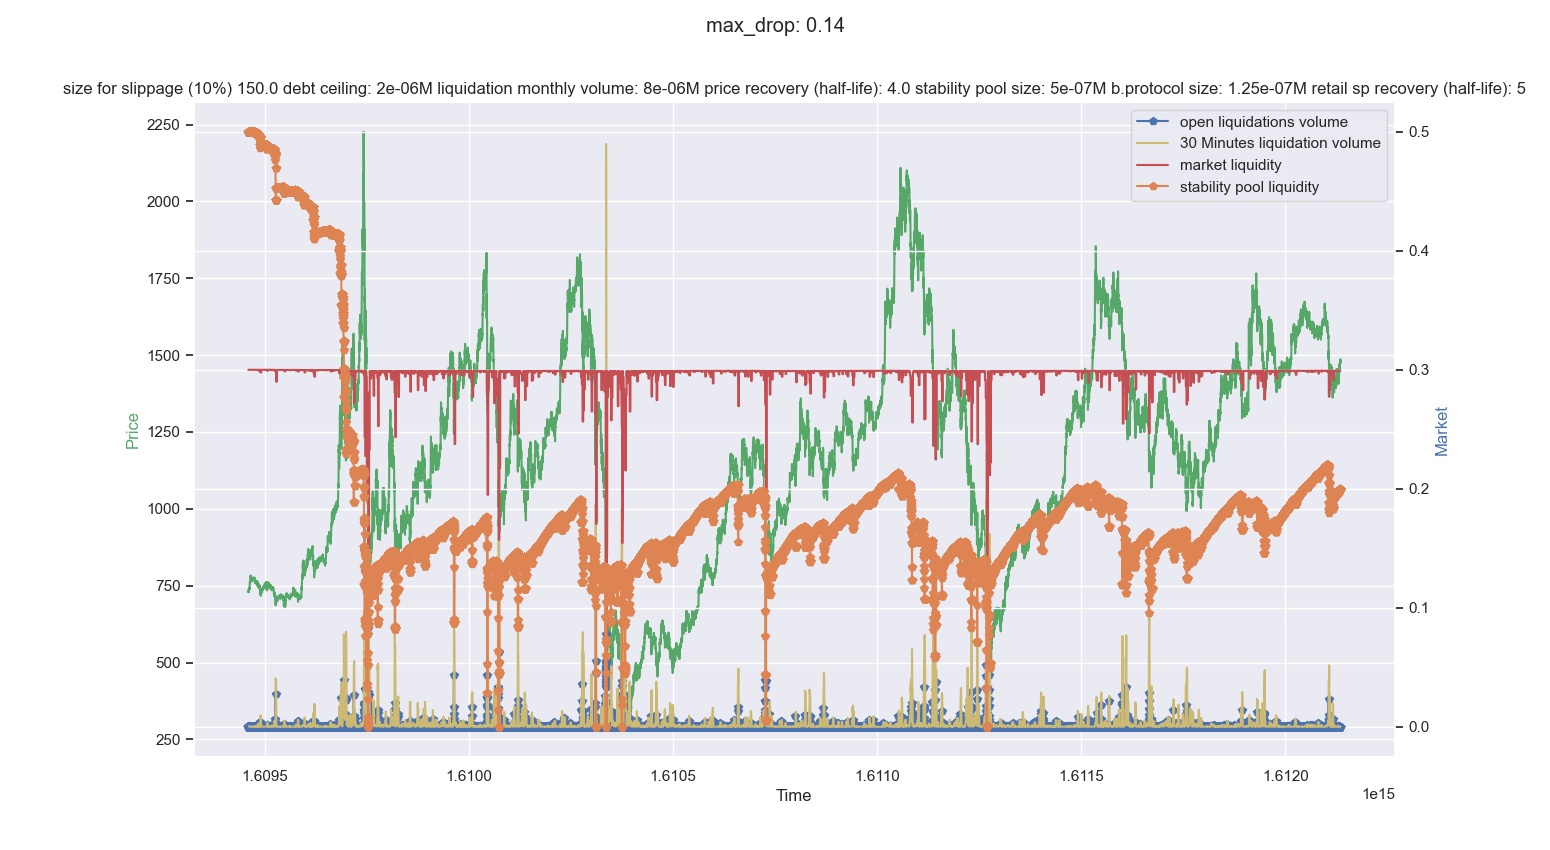 max_drop: 0.14
size for slippage (10%) 150.0 debt ceiling: 2e-06M liquidation monthly volume: 8e-06M price recovery (half-life): 4.0 stability pool size: 5e-07M b.protocol size: 1.25e-07M retail sp recovery (half-life): 5
open liquidations volume
30 Minutes liquidation volume
market liquidity
stability pool liquidity
2250
2000
1750
1500
1250
1000
750
500
250
Price
0.5
0.4
0.3
0.2
0.1
0.0
Market
1.6095 1.6100 1.6105 1.6110 1.6115 1.6120
Time
1e15